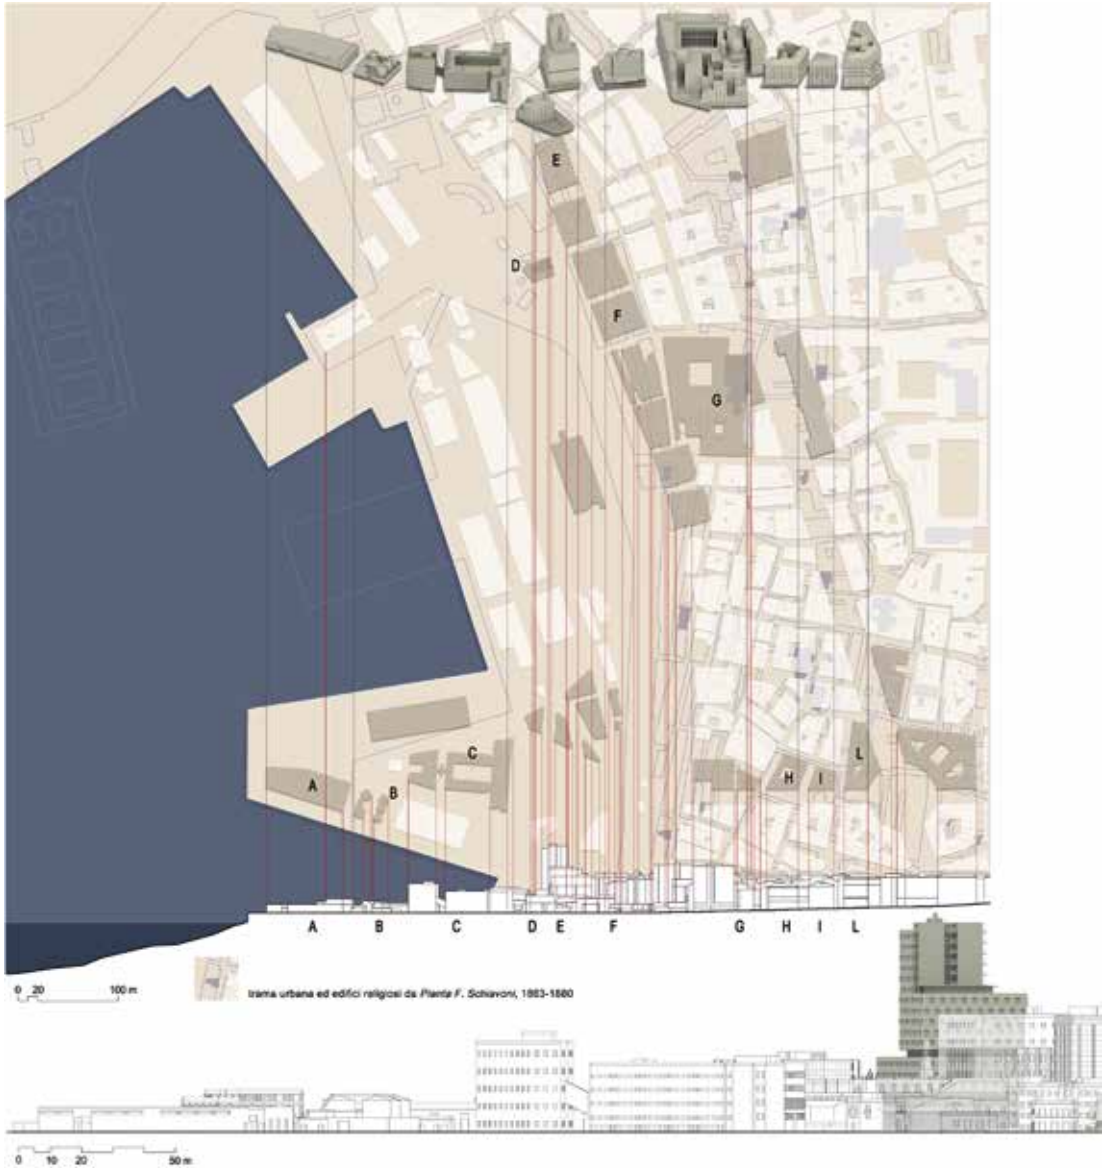 E
D
F
G
C
L
A
B
H
I
A B C D E F G H I L
0 20 100 m
trama urbana ed edifici religiosi da Pianta F. Schiavoni, 1863-1880
0 10 20 50 m